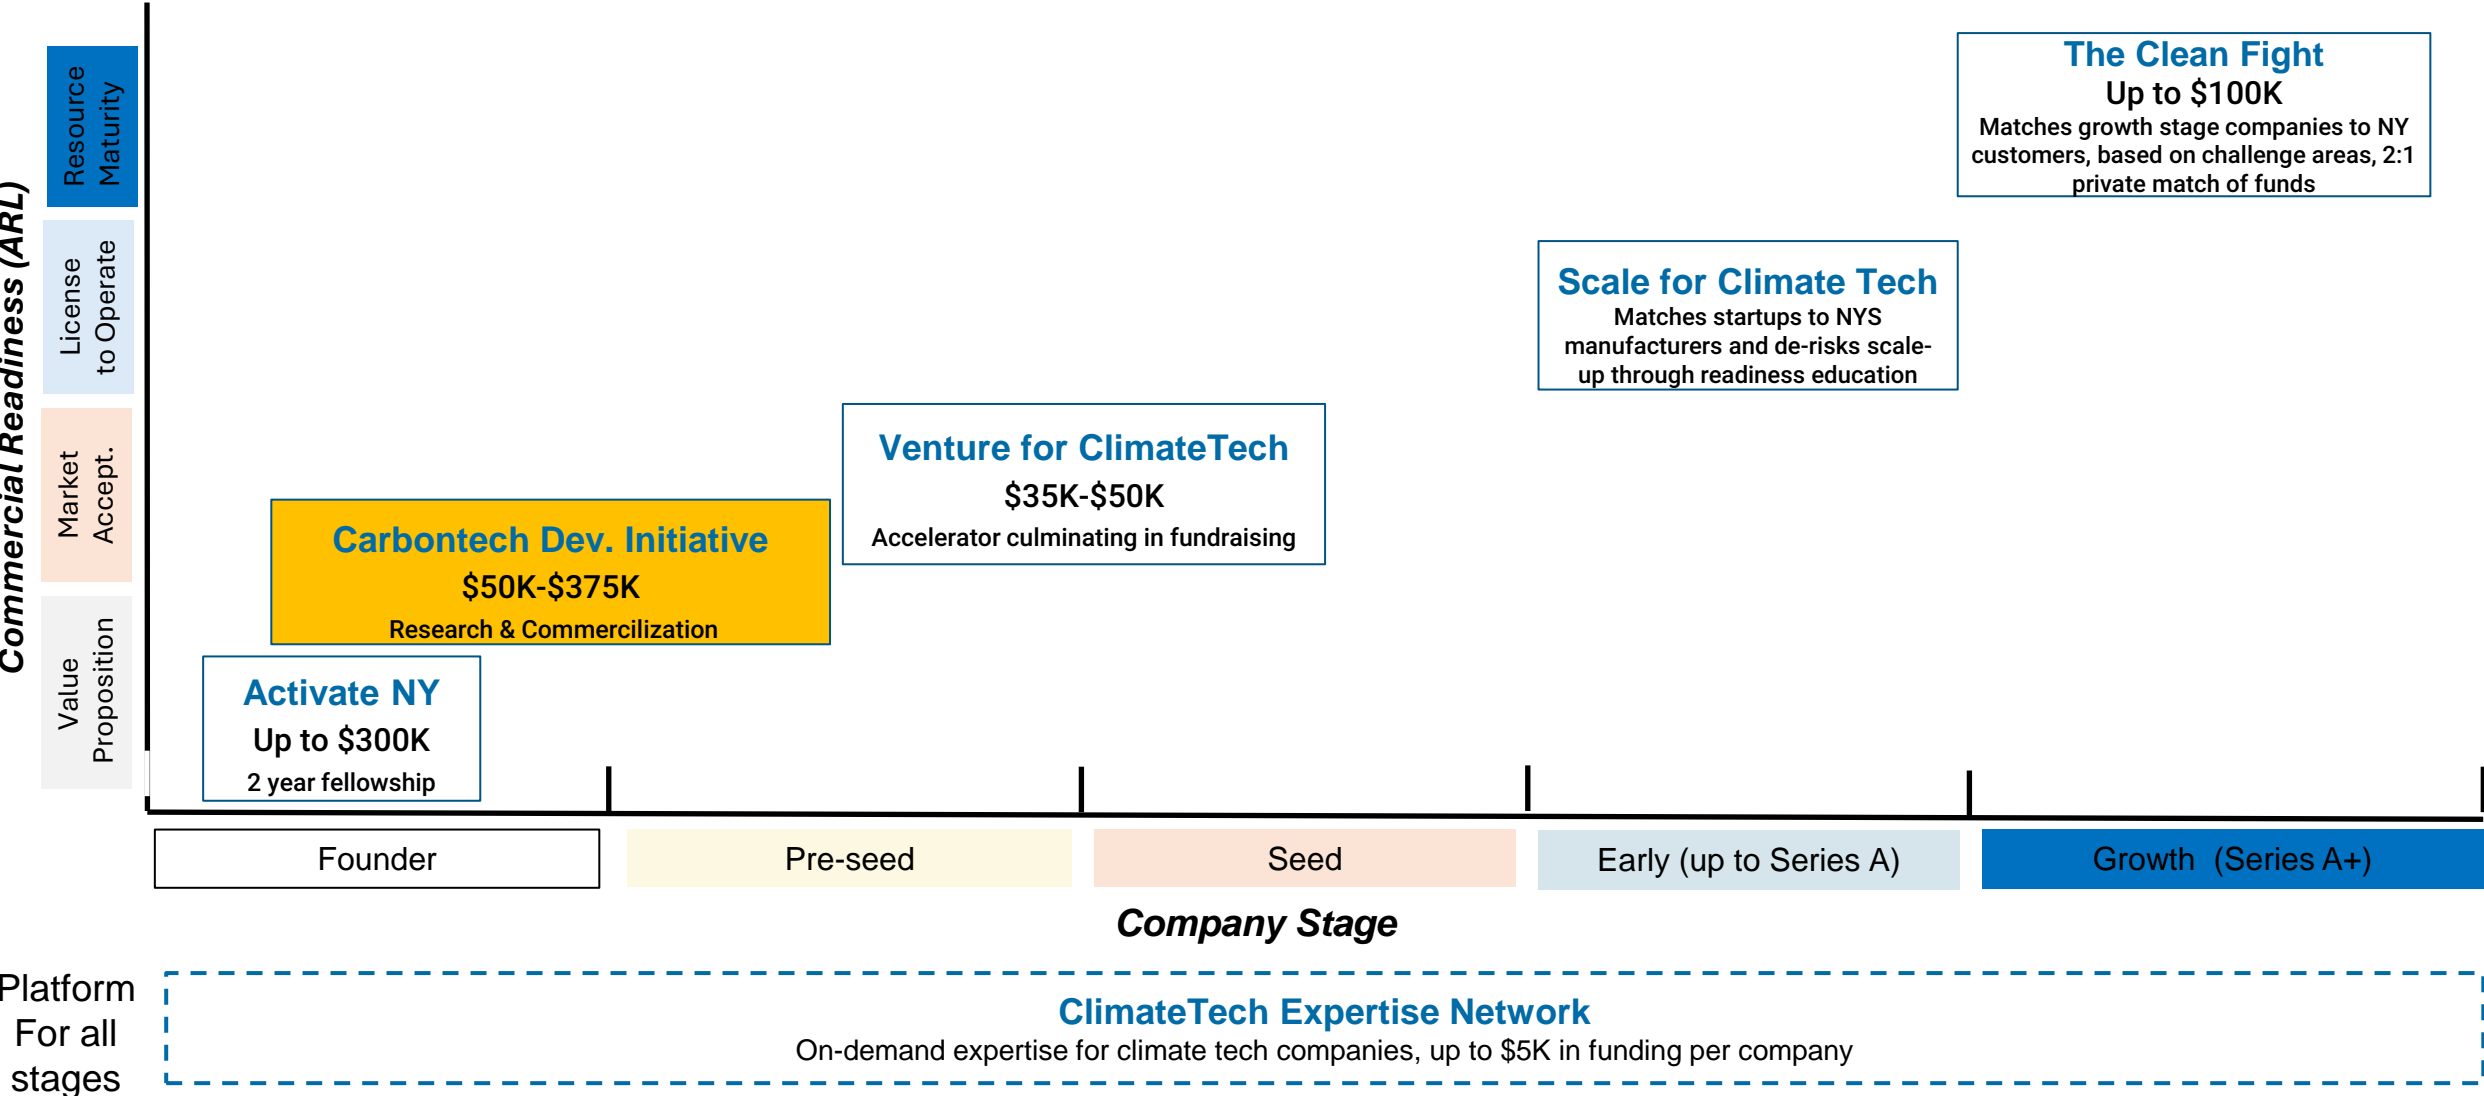 Commercial Readiness (ARL)
Resource
Maturity
License
to Operate
Market
Accept.
Value
Proposition
The Clean Fight
Up to $100K
Matches growth stage companies to NY
customers, based on challenge areas, 2:1
private match of funds
Scale for Climate Tech
Matches startups to NYS
manufacturers and de-risks scale-
up through readiness education
Venture for ClimateTech
$35K-$50K
Accelerator culminating in fundraising
Carbontech Dev. Initiative
$50K-$375K
Research & Commercilization
Activate NY
Up to $300K
2 year fellowship
Founder
Pre-seed
Seed
Early (up to Series A)
Growth (Series A+)
Company Stage
Platform
For all
stages
ClimateTech Expertise Network
On-demand expertise for climate tech companies, up to $5K in funding per company